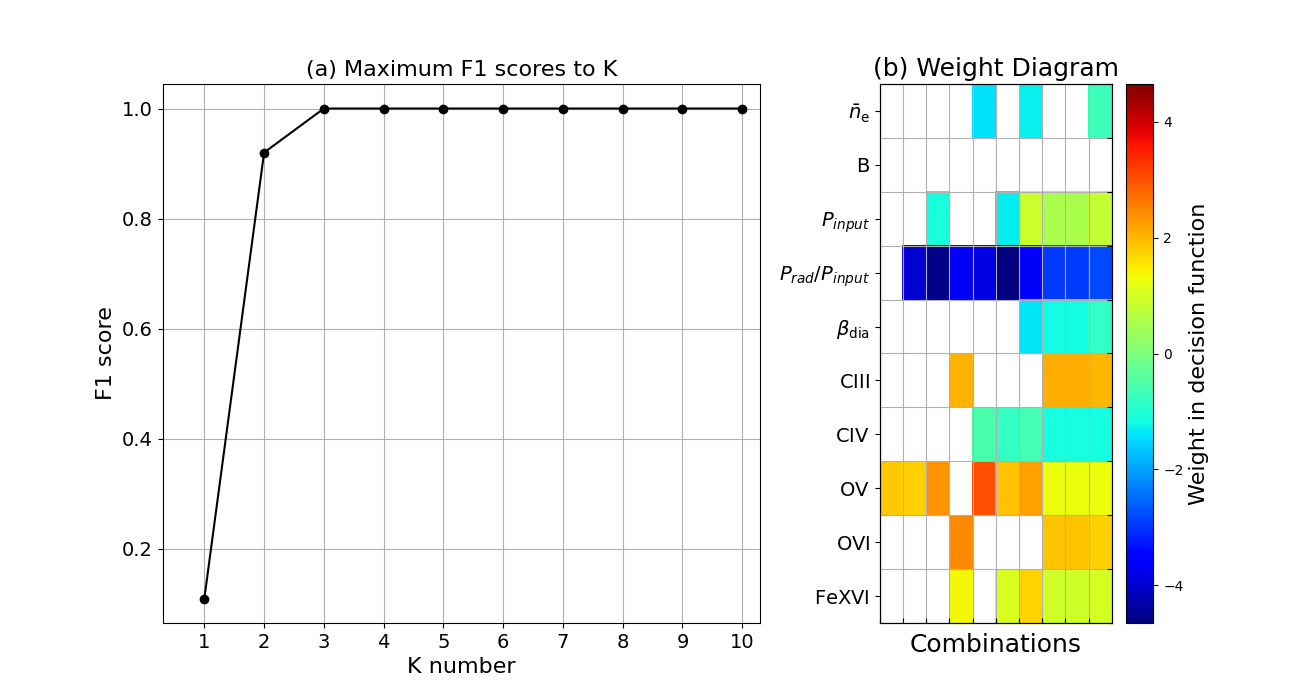 (a) Maximum F1 scores to K
F1 score
1.0
0.8
0.6
0.4
0.2
1 2 3 4 5 6 7 8 9 10
K number
(b) Weight Diagram
n̄e
B
Pinput
Prad/Pinput
βdia
CIII
CIV
OV
OVI
FeXVI
Combinations
4
2
0
−2
−4
Weight in decision function